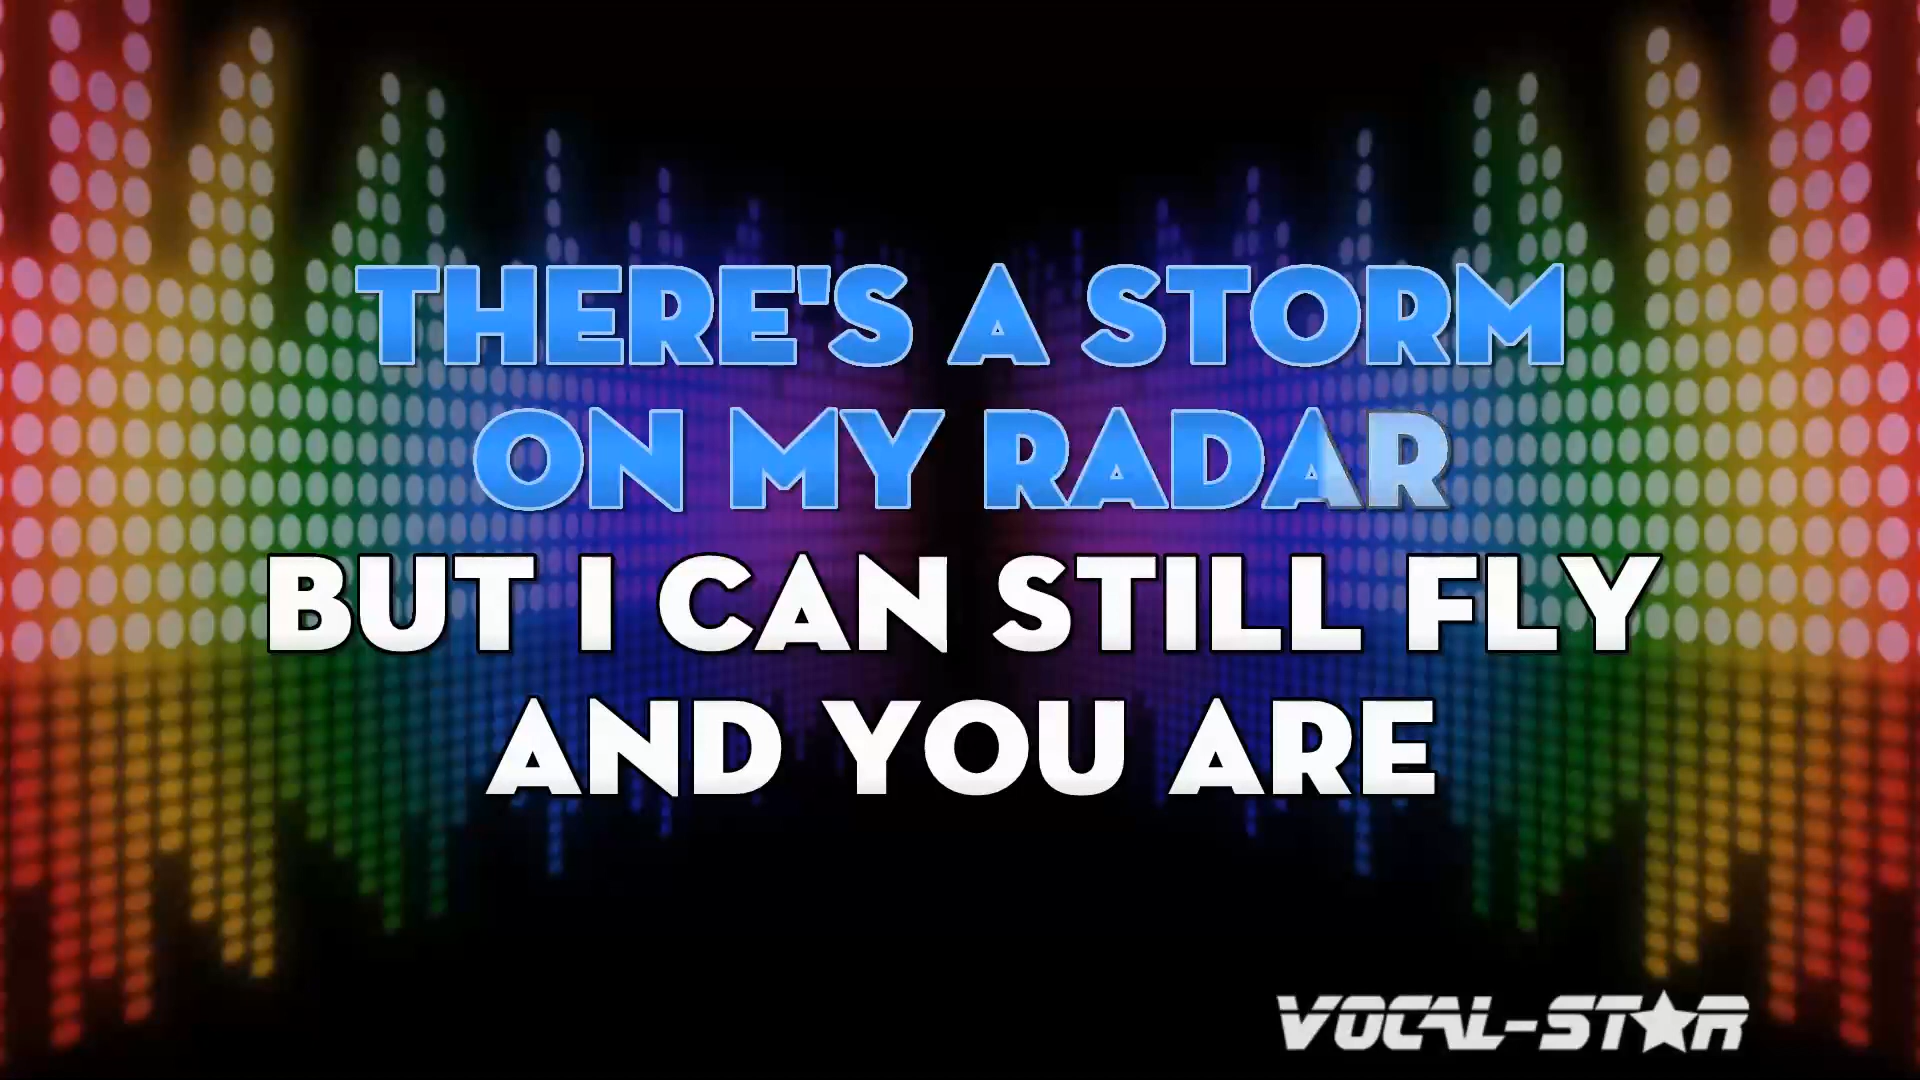 THERE'S A STORM
ON MY RADAR
BUT I CAN STILL FLY
AND YOU ARE
VOCAL-STAR